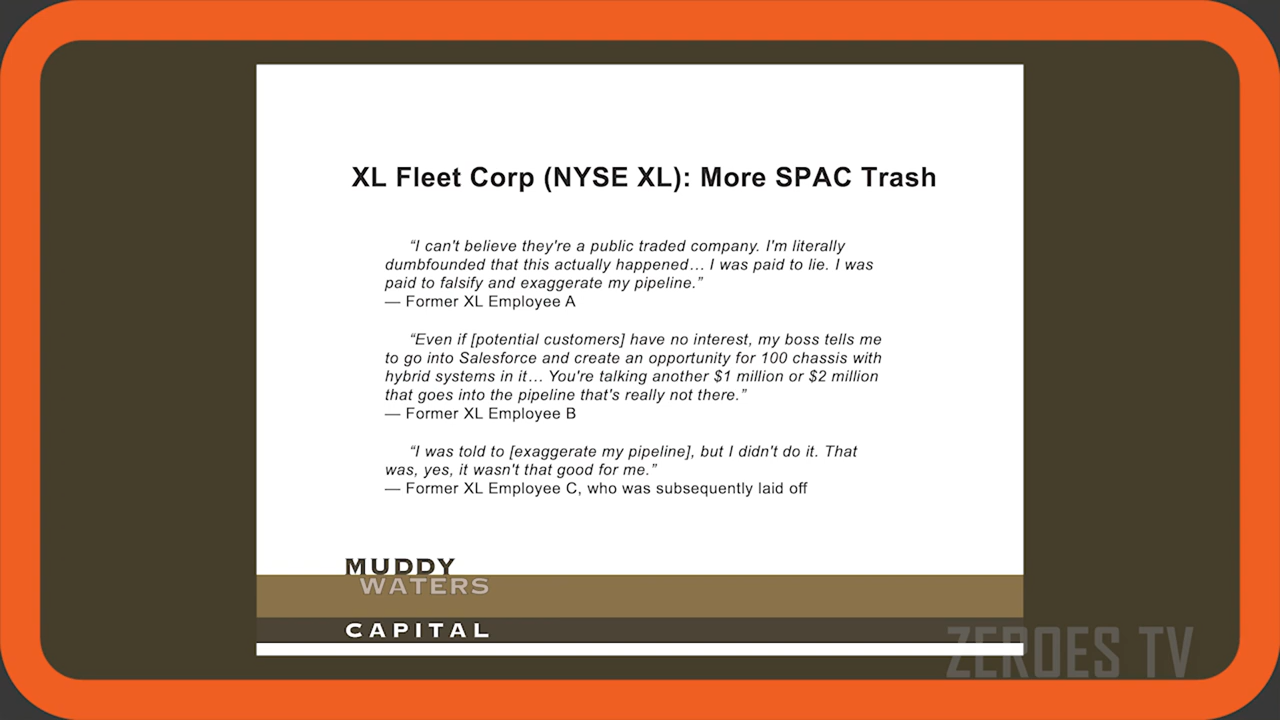 XL Fleet Corp (NYSE XL): More SPAC Trash
“I can't believe they're a public traded company. I'm literally
dumbfounded that this actually happened… I was paid to lie. I was
paid to falsify and exaggerate my pipeline.”
— Former XL Employee A
“Even if [potential customers] have no interest, my boss tells me
to go into Salesforce and create an opportunity for 100 chassis with
hybrid systems in it… You're talking another $1 million or $2 million
that goes into the pipeline that's really not there.”
— Former XL Employee B
“I was told to [exaggerate my pipeline], but I didn't do it. That
was, yes, it wasn't that good for me.”
— Former XL Employee C, who was subsequently laid off
MUDDY
WATERS
CAPITAL
ZEROES TV